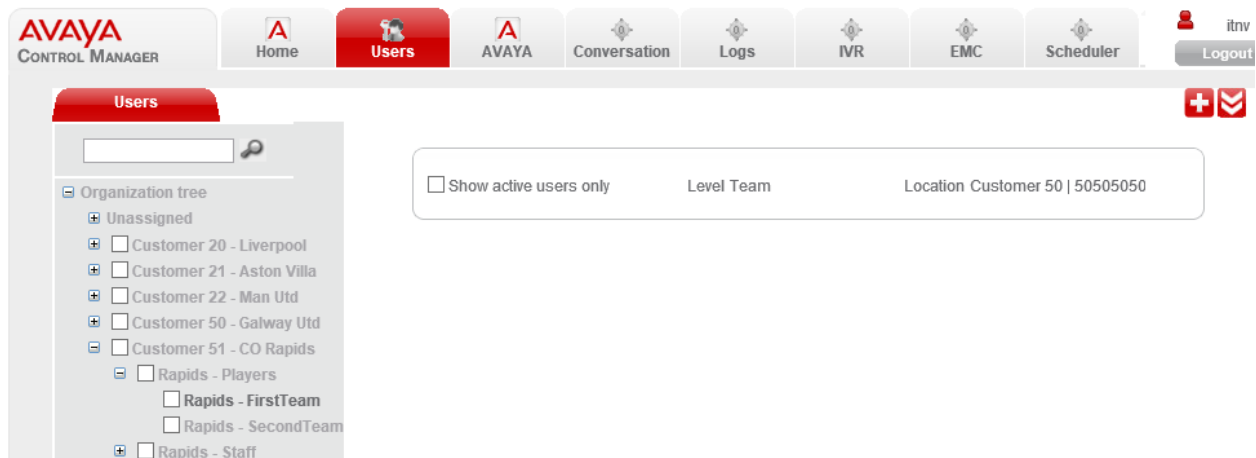 AVAYA
CONTROL MANAGER
Home
Users
AVAYA
Conversation
Logs
IVR
EMC
Scheduler
itnv
Logout
Users
Organization tree
Unassigned
Customer 20 - Liverpool
Customer 21 - Aston Villa
Customer 22 - Man Utd
Customer 50 - Galway Utd
Customer 51 - CO Rapids
Rapids - Players
Rapids - FirstTeam
Rapids - SecondTeam
Rapids - Staff
Show active users only Level Team Location Customer 50 | 50505050